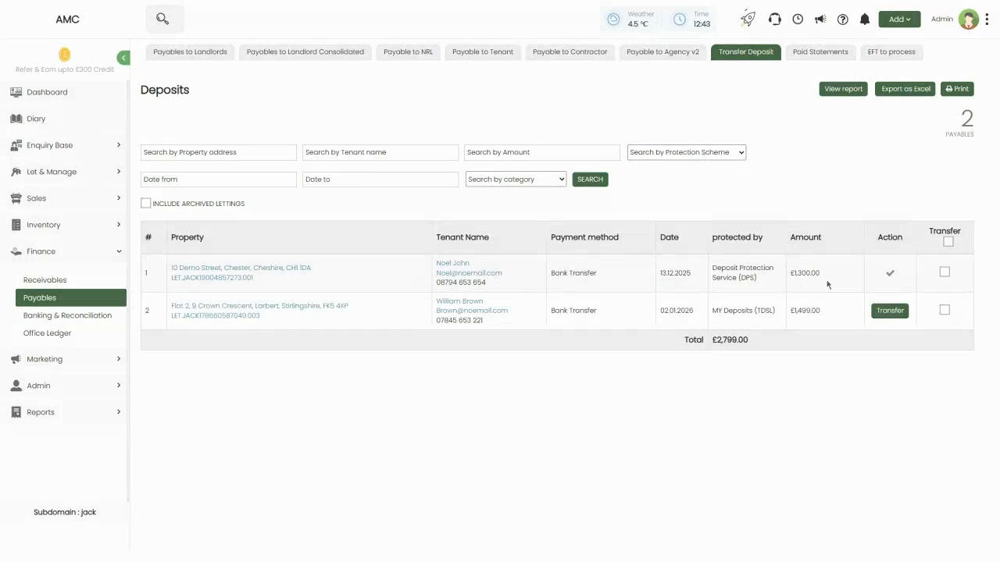 AMC
Weather
4.5 °C
Time
12:43
Add
Admin
Refer & Earn upto £300 Credit
Dashboard
Diary
Enquiry Base
Let & Manage
Sales
Inventory
Finance
Receivables
Payables
Banking & Reconciliation
Office Ledger
Marketing
Admin
Reports
Subdomain : jack
Payables to Landlords
Payables to Landlord Consolidated
Payable to NRL
Payable to Tenant
Payable to Contractor
Payable to Agency v2
Transfer Deposit
Paid Statements
EFT to process
Deposits
View report
Export as Excel
Print
2
PAYABLES
Search by Property address
Search by Tenant name
Search by Amount
Search by Protection Scheme
Date from
Date to
Search by category
SEARCH
INCLUDE ARCHIVED LETTINGS
# Property Tenant Name Payment method Date protected by Amount Action Transfer
1
10 Demo Street, Chester, Cheshire, CH1 1DA
LET.JACK19004857273.001
Noel John
Noel@noemail.com
08794 653 654
Bank Transfer
13.12.2025
Deposit Protection
Service (DPS)
£1,300.00
2
Flat 2, 9 Crown Crescent, Larbert, Stirlingshire, FK5 4XP
LET.JACK178660587049.003
William Brown
Brown@noemail.com
07845 653 221
Bank Transfer
02.01.2026
MY Deposits (TDSL)
£1,499.00
Transfer
Total £2,799.00